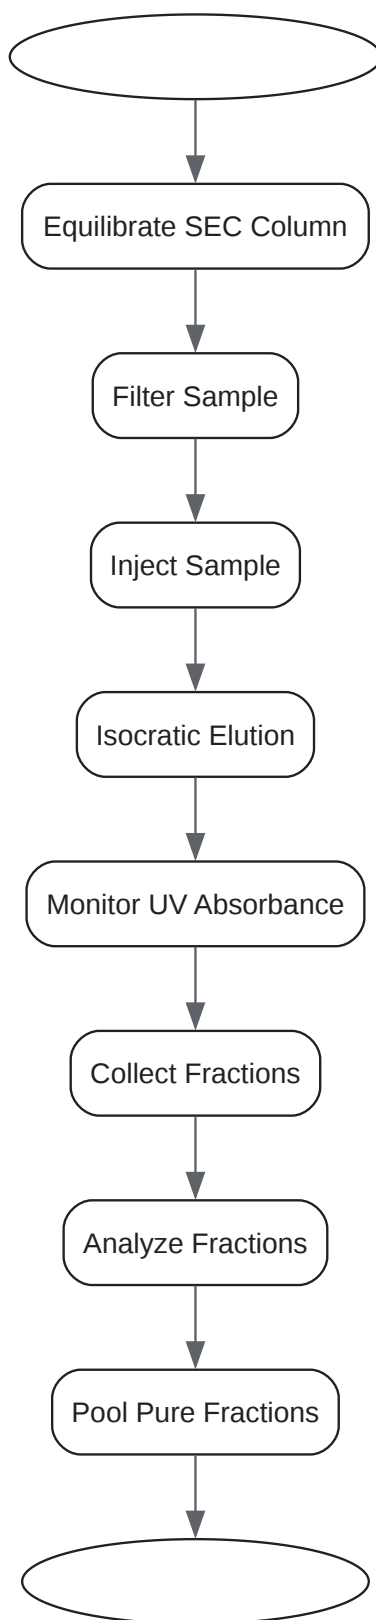 Equilibrate SEC Column
Filter Sample
Inject Sample
Isocratic Elution
Monitor UV Absorbance
Collect Fractions
Analyze Fractions
Pool Pure Fractions